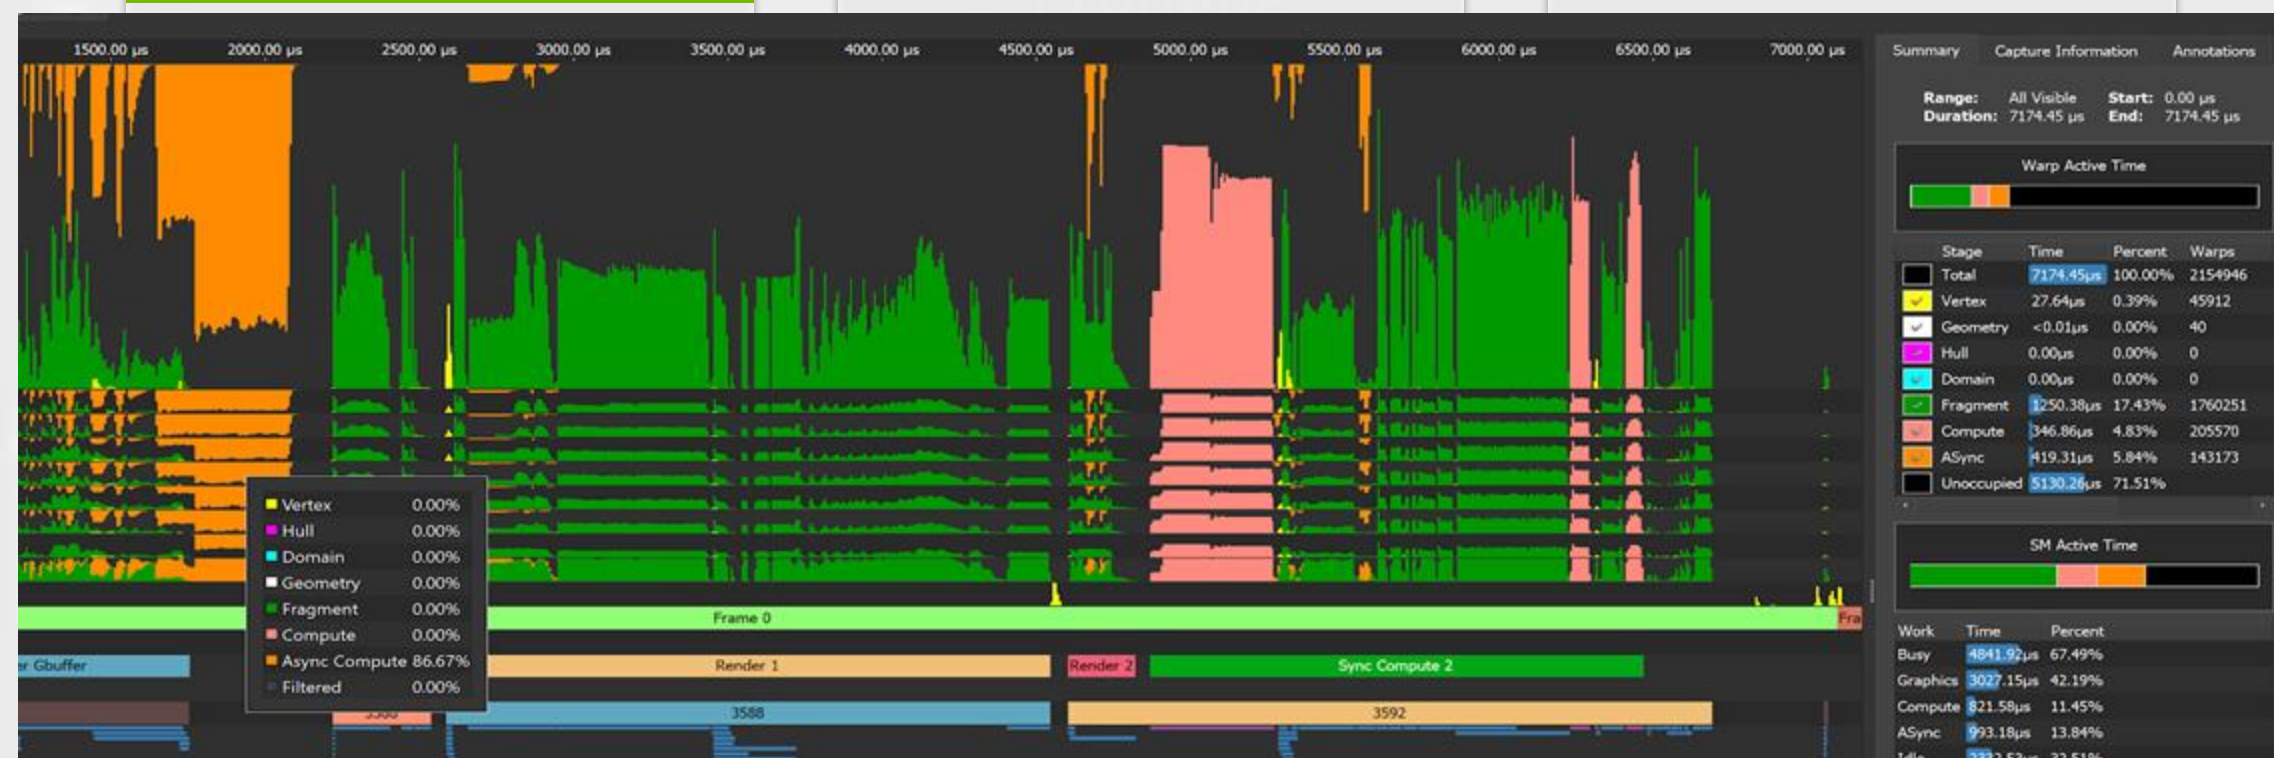 1500.00 µs 2000.00 µs 2500.00 µs 3000.00 µs 3500.00 µs 4000.00 µs 4500.00 µs 5000.00 µs 5500.00 µs 6000.00 µs 6500.00 µs 7000.00 µs
Summary Capture Information Annotations
Range: All Visible Start: 0.00 µs
Duration: 7174.45 µs End: 7174.45 µs
Warp Active Time
Stage Time Percent Warps
Total 7174.45µs 100.00% 2154946
Vertex 27.64µs 0.39% 45912
Geometry <0.01µs 0.00% 40
Hull 0.00µs 0.00% 0
Domain 0.00µs 0.00% 0
Fragment 1250.38µs 17.43% 1760251
Compute 346.86µs 4.83% 205570
ASync 419.31µs 5.84% 143173
Unoccupied 5130.26µs 71.51%
SM Active Time
Work Time Percent
Busy 4841.92µs 67.49%
Graphics 3027.15µs 42.19%
Compute 821.58µs 11.45%
ASync 993.18µs 13.84%
Vertex 0.00%
Hull 0.00%
Domain 0.00%
Geometry 0.00%
Fragment 0.00%
Compute 0.00%
Async Compute 86.67%
Filtered 0.00%
Frame 0 Fra
er Gbuffer Render 1 Render 2 Sync Compute 2
3588 3592